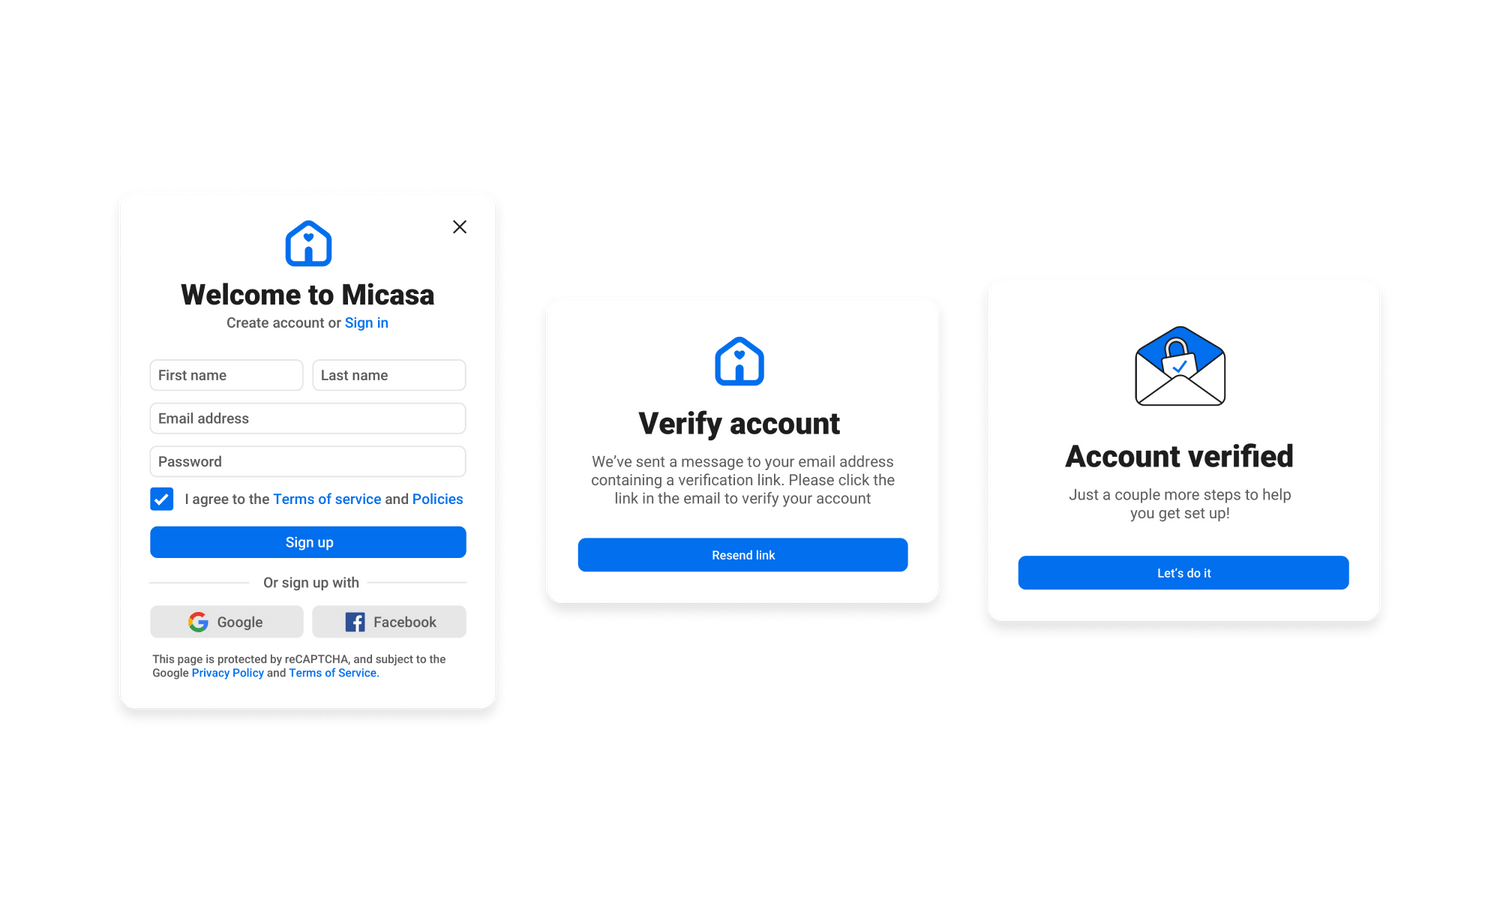 Welcome to Micasa
Create account or Sign in
First name
Last name
Email address
Password
I agree to the Terms of service and Policies
Sign up
Or sign up with
Google
Facebook
This page is protected by reCAPTCHA, and subject to the
Google Privacy Policy and Terms of Service.
Verify account
We’ve sent a message to your email address
containing a verification link. Please click the
link in the email to verify your account
Resend link
Account verified
Just a couple more steps to help
you get set up!
Let’s do it